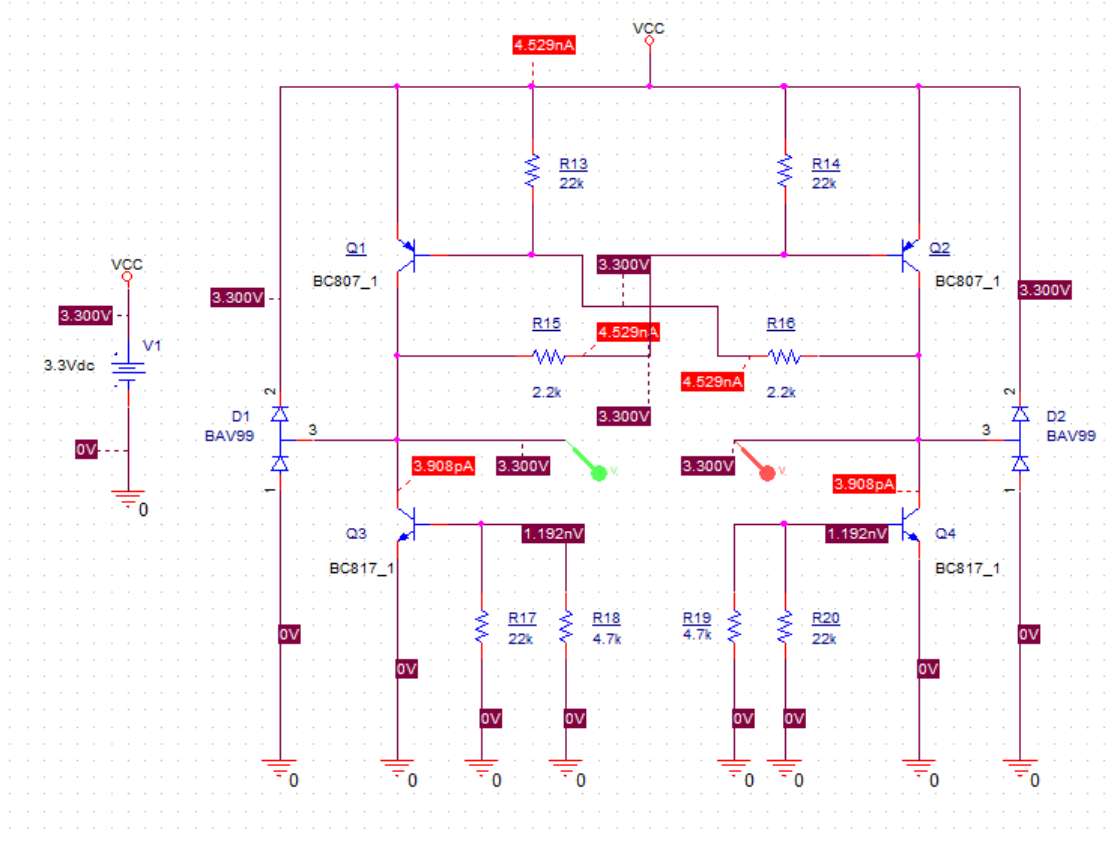 VCC
4.529nA
R13
22k
R14
22k
Q1
BC807_1
Q2
BC807_1
3.300V
VCC
3.300V
3.300V
3.300V
V1
3.3Vdc
R15
4.529nA
2.2k
R16
4.529nA
2.2k
3.300V
0V
0
2
D1
BAV99
3
1
2
D2
BAV99
3
1
3.908pA
3.300V
V
3.300V
V
3.908pA
Q3
BC817_1
1.192nV
1.192nV
Q4
BC817_1
R17
22k
R18
4.7k
R19
4.7k
R20
22k
0V
0V
0V
0V
0V
0V
0V
0V
0
0
0
0
0
0
0
0